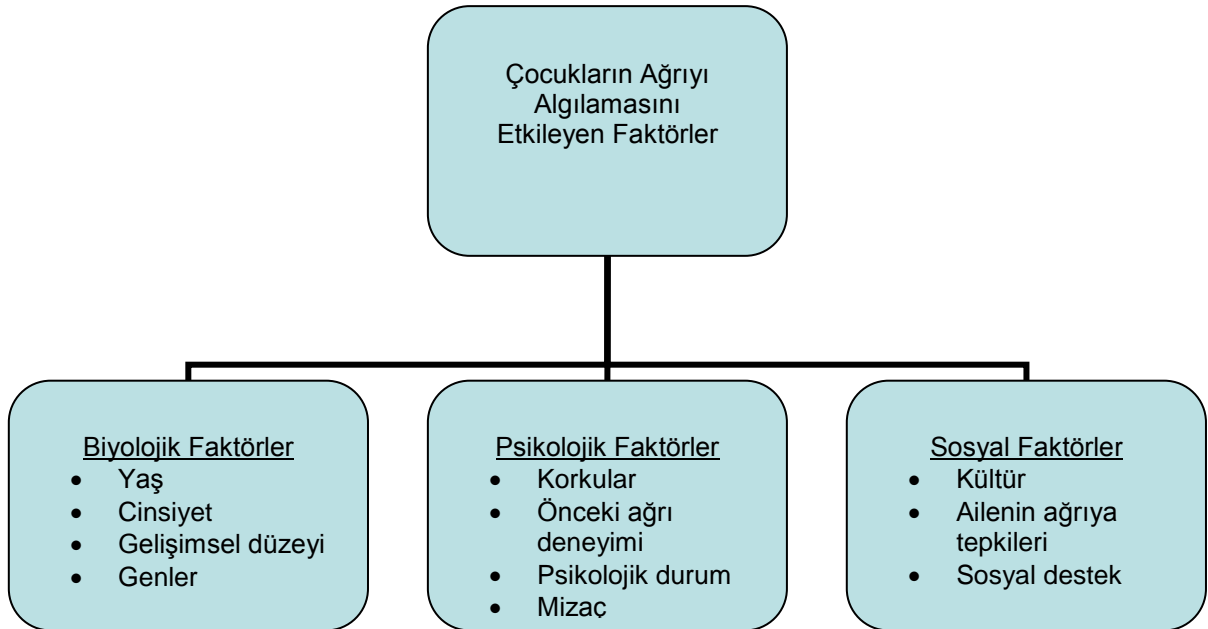 Çocukların Ağrıyı
Algılamasını
Etkileyen Faktörler
Biyolojik Faktörler
• Yaş
• Cinsiyet
• Gelişimsel düzeyi
• Genler
Psikolojik Faktörler
• Korkular
• Önceki ağrı
deneyimi
• Psikolojik durum
• Mizaç
Sosyal Faktörler
• Kültür
• Ailenin ağrıya
tepkileri
• Sosyal destek